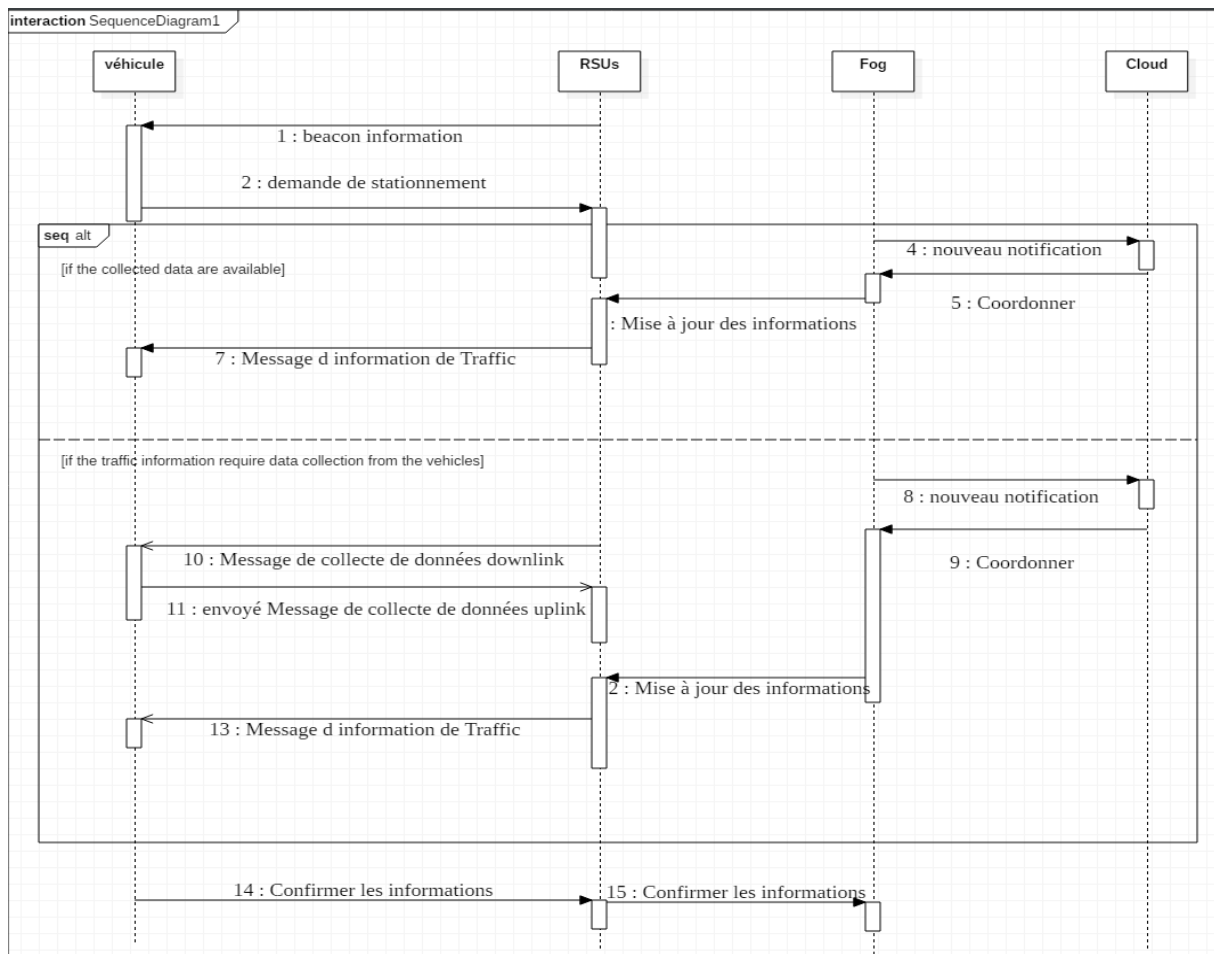 interaction SequenceDiagram1
véhicule
RSUs
Fog
Cloud
1 : beacon information
2 : demande de stationnement
seq alt
[if the collected data are available]
4 : nouveau notification
5 : Coordonner
: Mise à jour des informations
7 : Message d information de Traffic
[if the traffic information require data collection from the vehicles]
8 : nouveau notification
9 : Coordonner
10 : Message de collecte de données downlink
11 : envoyé Message de collecte de données uplink
2 : Mise à jour des informations
13 : Message d information de Traffic
14 : Confirmer les informations
15 : Confirmer les informations